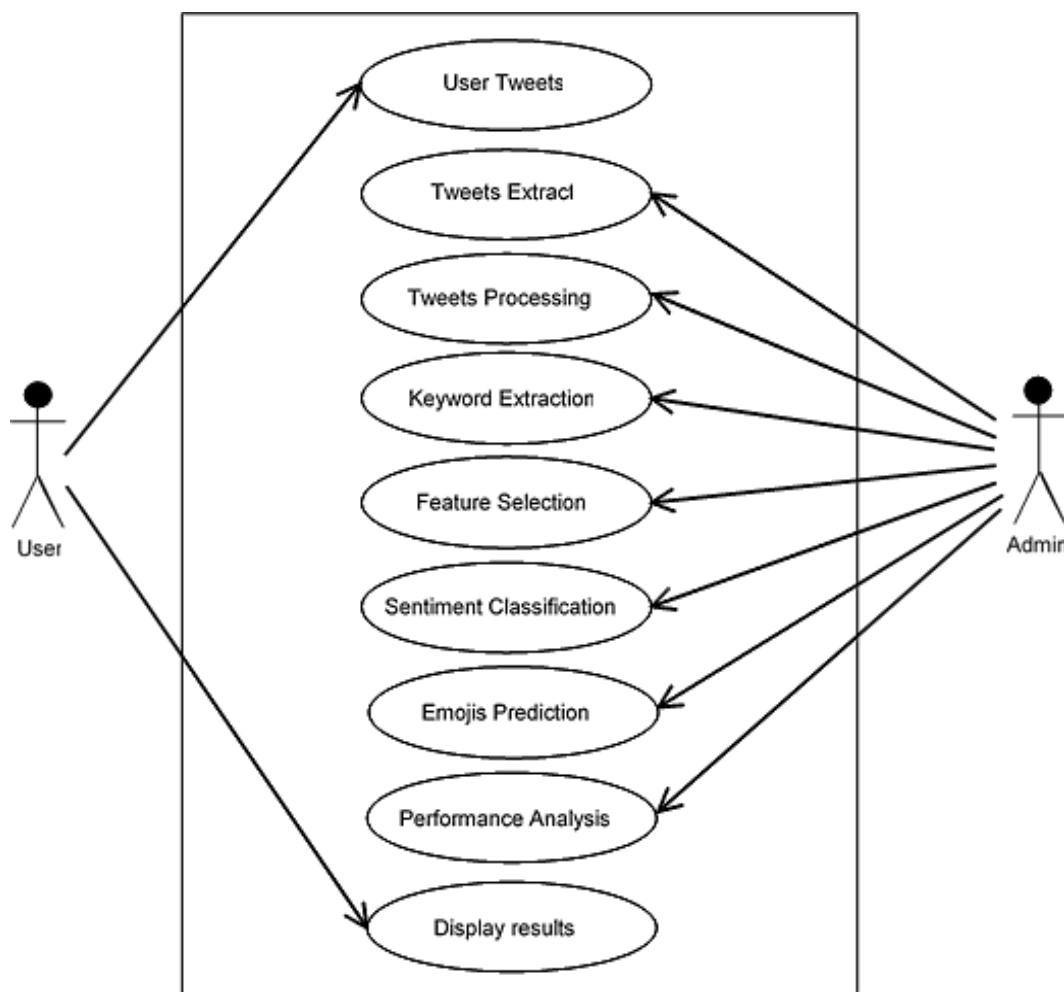 User Tweets
Tweets Extract
Tweets Processing
Keyword Extraction
Feature Selection
Sentiment Classification
Emojis Prediction
Performance Analysis
Display results
User
Admin